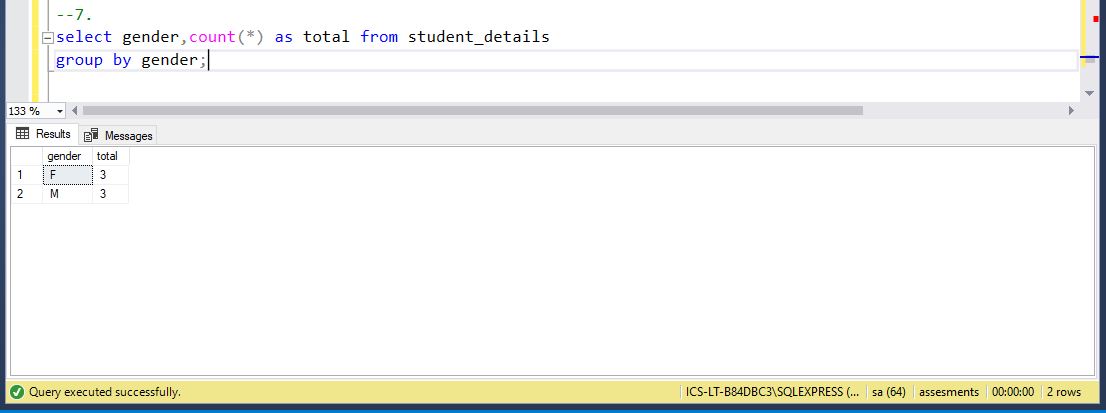 --7.
select gender,count(*) as total from student_details
group by gender;
133 %
Results Messages
gender total
1 F 3
2 M 3
Query executed successfully. ICS-LT-B84DBC3\SQLEXPRESS (... sa (64) assesments 00:00:00 2 rows